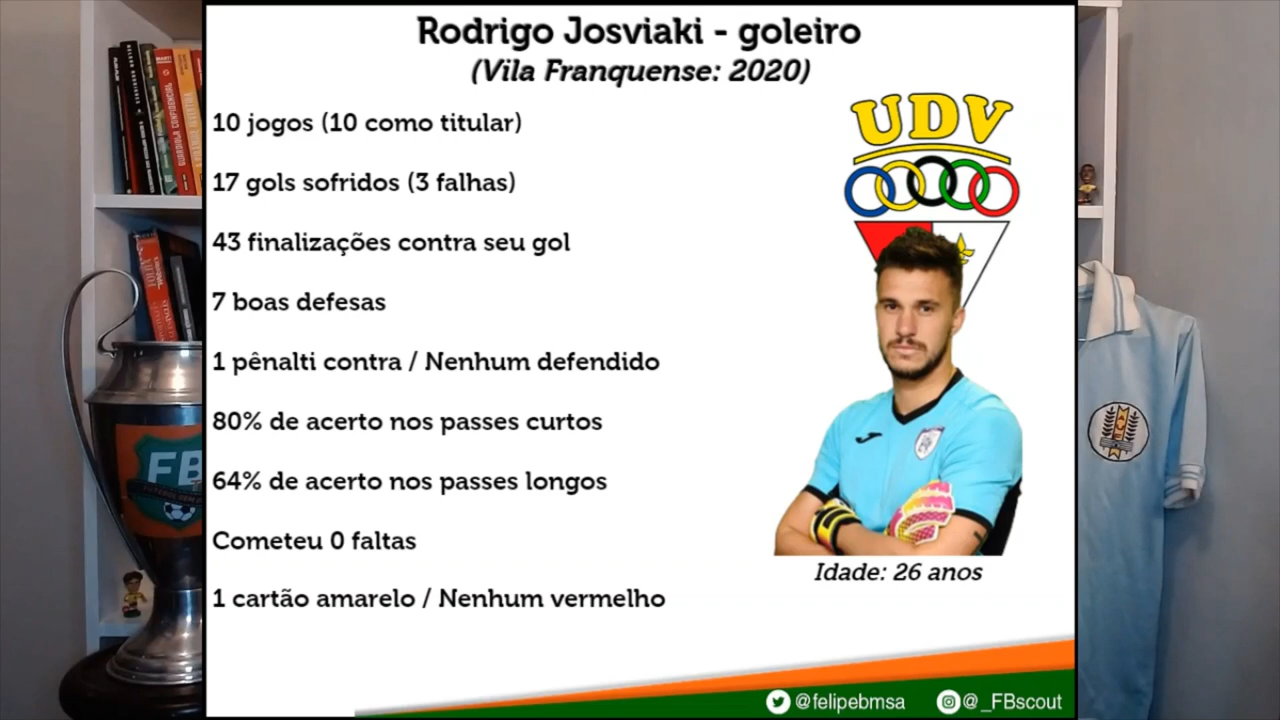 Rodrigo Josviaki - goleiro
(Vila Franquense: 2020)
10 jogos (10 como titular)
17 gols sofridos (3 falhas)
43 finalizações contra seu gol
7 boas defesas
1 pênalti contra / Nenhum defendido
80% de acerto nos passes curtos
64% de acerto nos passes longos
Cometeu 0 faltas
1 cartão amarelo / Nenhum vermelho
UDV
Idade: 26 anos
@felipebmsa
@_FBscout
GUARDIOLA CONFIDENCIAL
FB